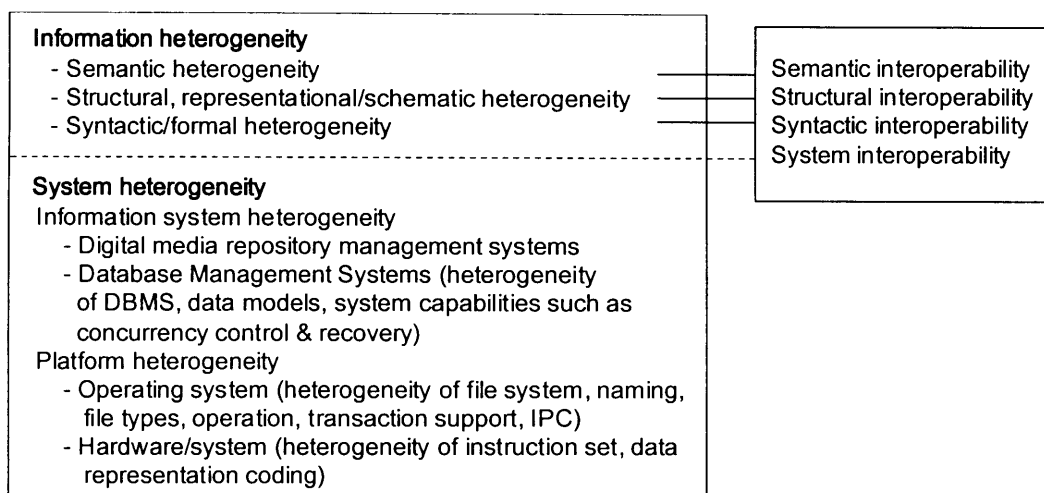 Information heterogeneity
- Semantic heterogeneity
- Structural, representational/schematic heterogeneity
- Syntactic/formal heterogeneity
Semantic interoperability
Structural interoperability
Syntactic interoperability
System interoperability
System heterogeneity
Information system heterogeneity
- Digital media repository management systems
- Database Management Systems (heterogeneity
of DBMS, data models, system capabilities such as
concurrency control & recovery)
Platform heterogeneity
- Operating system (heterogeneity of file system, naming,
file types, operation, transaction support, IPC)
- Hardware/system (heterogeneity of instruction set, data
representation coding)